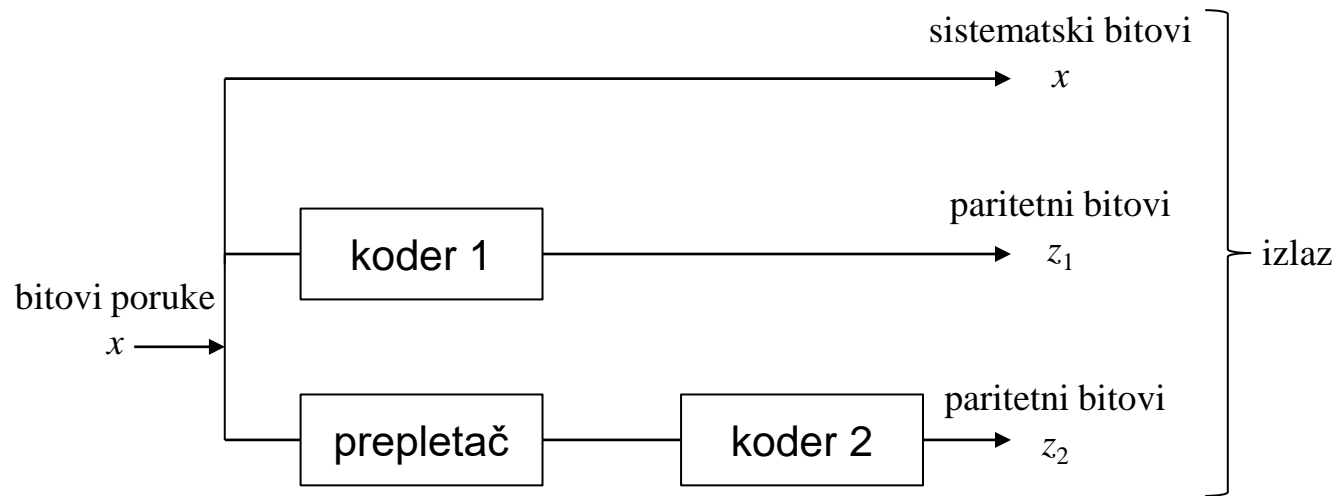 sistematski bitovi
x
paritetni bitovi
koder 1
z1
izlaz
bitovi poruke
x
paritetni bitovi
prepletač
koder 2
z2